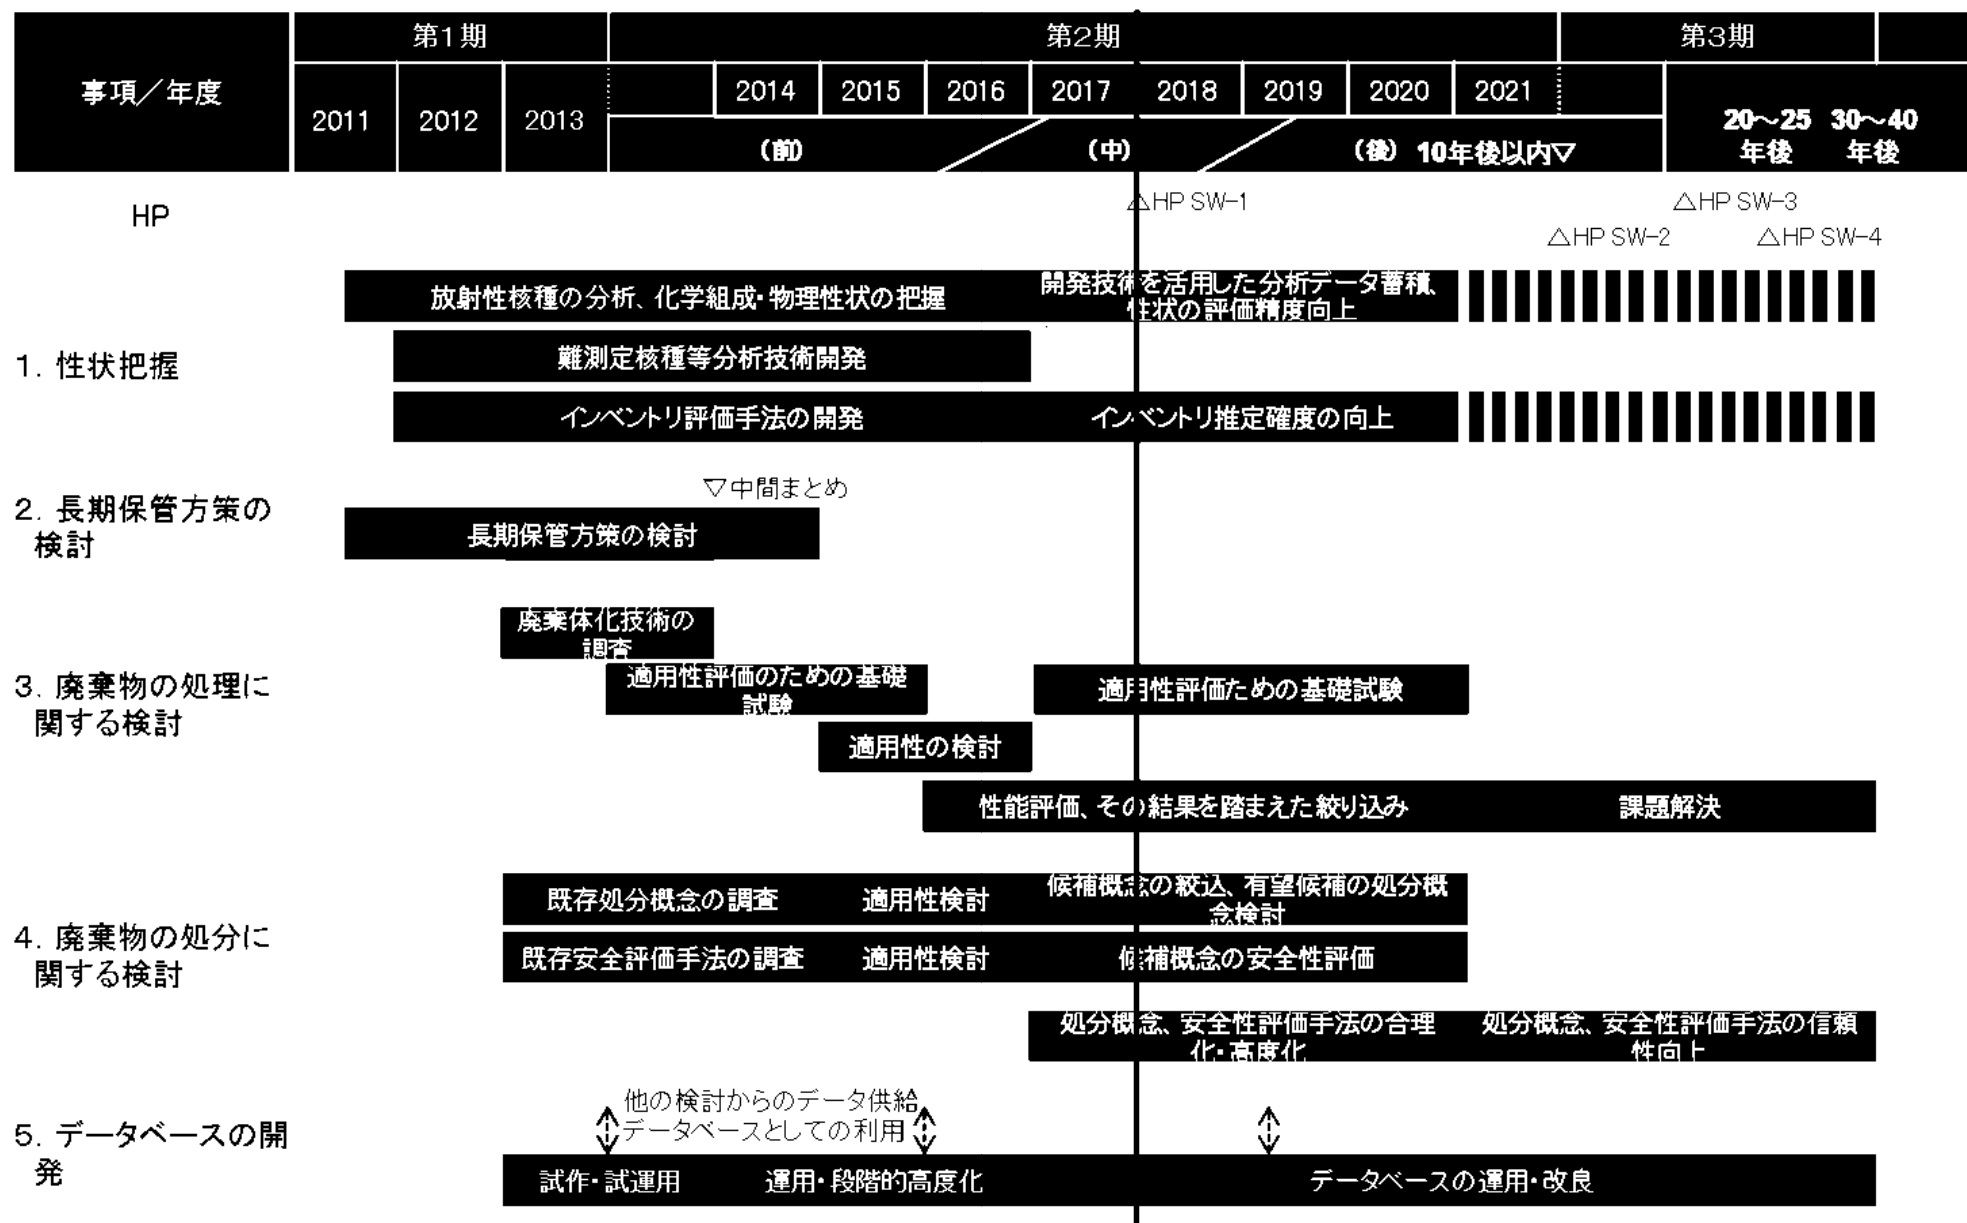 事項／年度
第1期
第2期
第3期
2011
2012
2013
2014
2015
2016
2017
2018
2019
2020
2021
（前）
（中）
（後） 10年後以内▽
20～25
年後
30～40
年後
HP
△HP SW-1
△HP SW-3
△HP SW-2
△HP SW-4
1. 性状把握
放射性核種の分析、化学組成・物理性状の把握
開発技術を活用した分析データ蓄積、
性状の評価精度向上
難測定核種等分析技術開発
インベントリ評価手法の開発
インベントリ推定確度の向上
2. 長期保管方策の
検討
▽中間まとめ
長期保管方策の検討
3. 廃棄物の処理に
関する検討
廃棄体化技術の
調査
適用性評価のための基礎
試験
適用性評価ための基礎試験
適用性の検討
性能評価、その結果を踏まえた絞り込み
課題解決
4. 廃棄物の処分に
関する検討
既存処分概念の調査
適用性検討
候補概念の絞込、有望候補の処分概
念検討
既存安全評価手法の調査
適用性検討
候補概念の安全性評価
処分概念、安全性評価手法の合理
化・高度化
処分概念、安全性評価手法の信頼
性向上
5. データベースの開
発
他の検討からのデータ供給
データベースとしての利用
試作・試運用
運用・段階的高度化
データベースの運用・改良